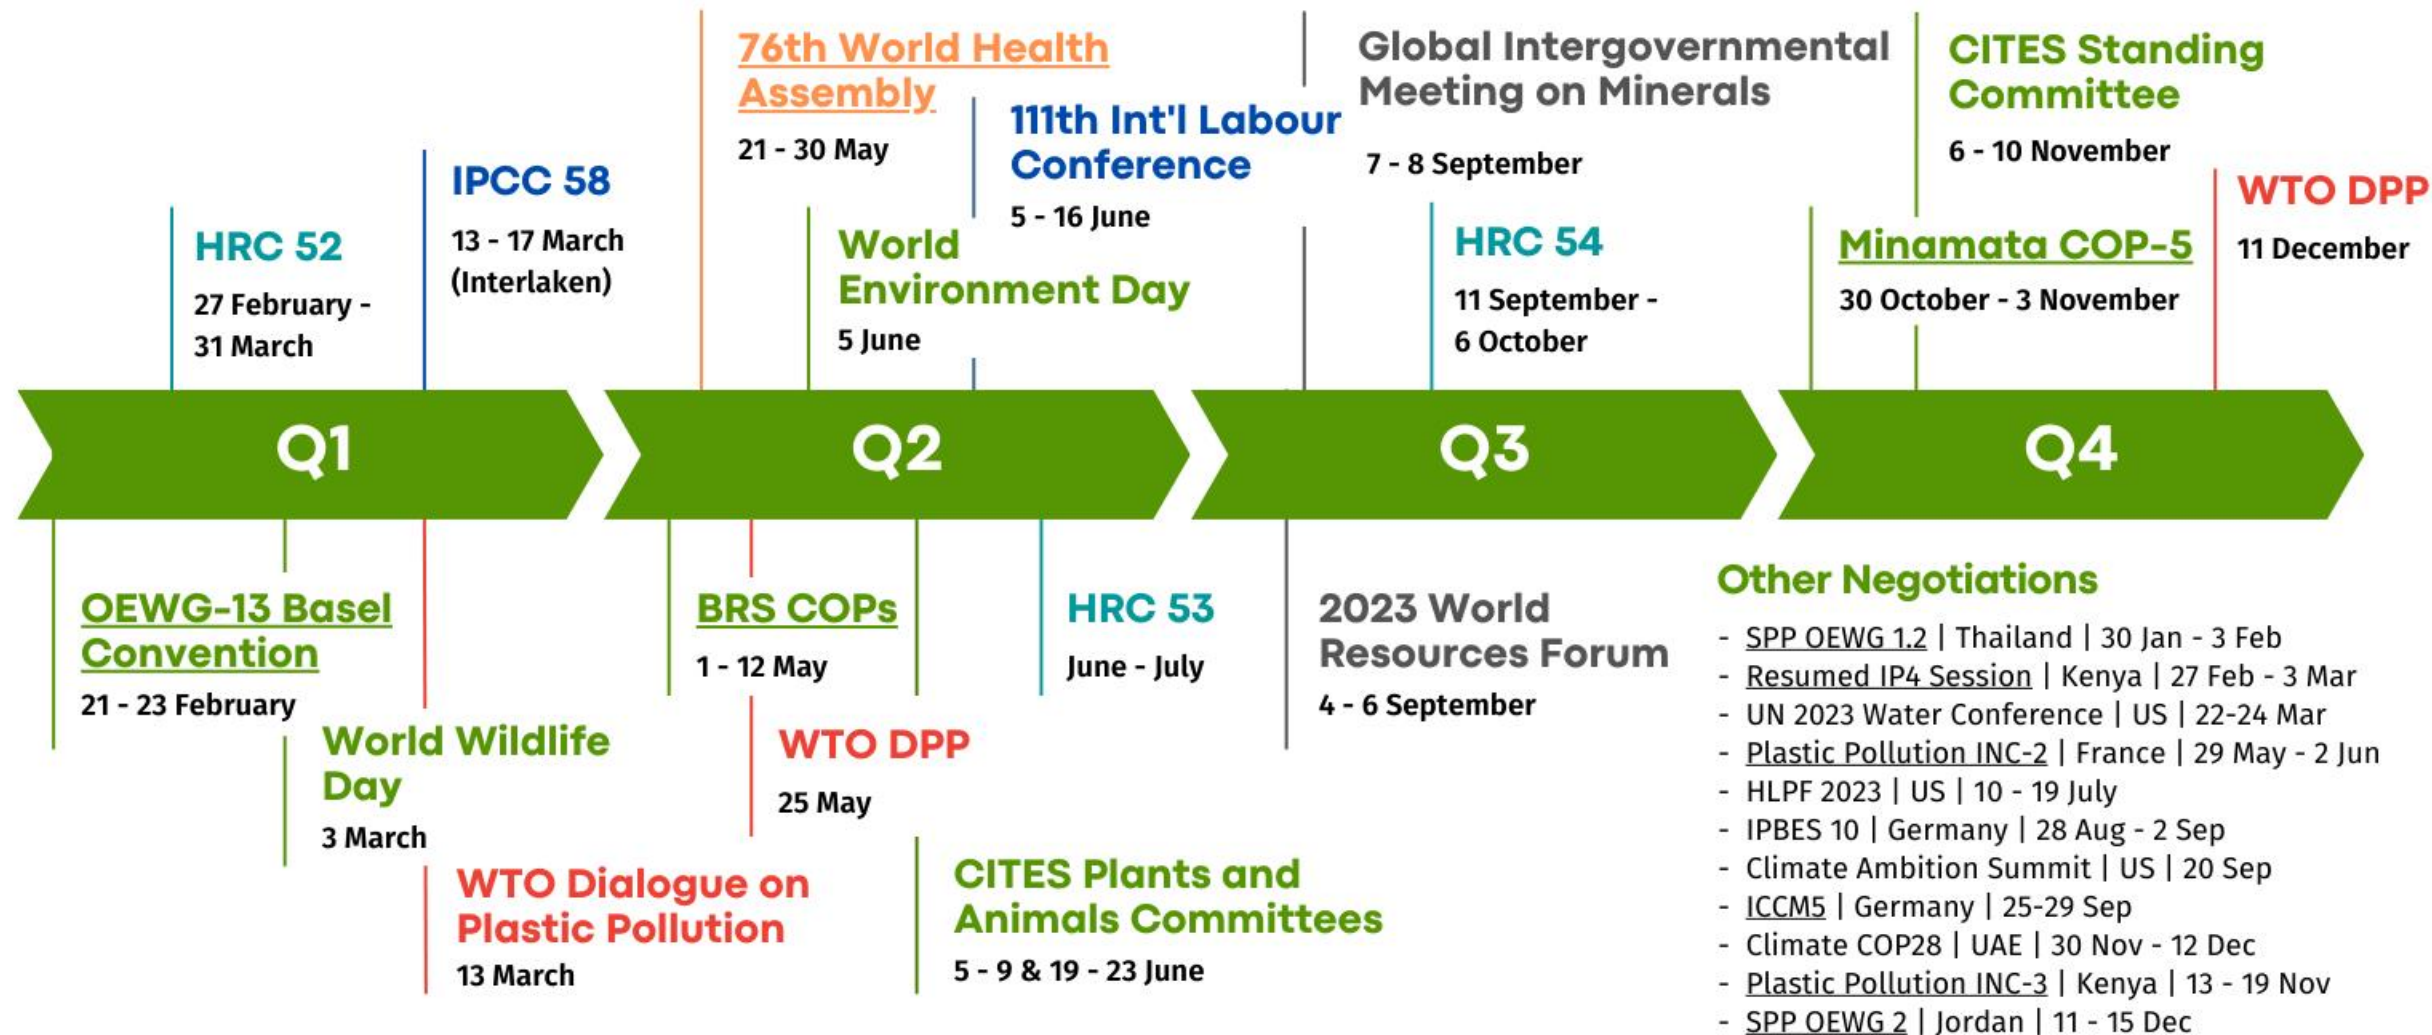 76th World Health
Assembly
21 - 30 May
Global Intergovernmental
Meeting on Minerals
7 - 8 September
CITES Standing
Committee
6 - 10 November
111th Int'l Labour
Conference
5 - 16 June
IPCC 58
13 - 17 March
(Interlaken)
WTO DPP
11 December
HRC 52
27 February -
31 March
World
Environment Day
5 June
HRC 54
11 September -
6 October
Minamata COP-5
30 October - 3 November
Q1
Q2
Q3
Q4
OEWG-13 Basel
Convention
21 - 23 February
BRS COPs
1 - 12 May
HRC 53
June - July
2023 World
Resources Forum
4 - 6 September
World Wildlife
Day
3 March
WTO DPP
25 May
WTO Dialogue on
Plastic Pollution
13 March
CITES Plants and
Animals Committees
5 - 9 & 19 - 23 June
Other Negotiations
- SPP OEWG 1.2 | Thailand | 30 Jan - 3 Feb
- Resumed IP4 Session | Kenya | 27 Feb - 3 Mar
- UN 2023 Water Conference | US | 22-24 Mar
- Plastic Pollution INC-2 | France | 29 May - 2 Jun
- HLPF 2023 | US | 10 - 19 July
- IPBES 10 | Germany | 28 Aug - 2 Sep
- Climate Ambition Summit | US | 20 Sep
- ICCM5 | Germany | 25-29 Sep
- Climate COP28 | UAE | 30 Nov - 12 Dec
- Plastic Pollution INC-3 | Kenya | 13 - 19 Nov
- SPP OEWG 2 | Jordan | 11 - 15 Dec